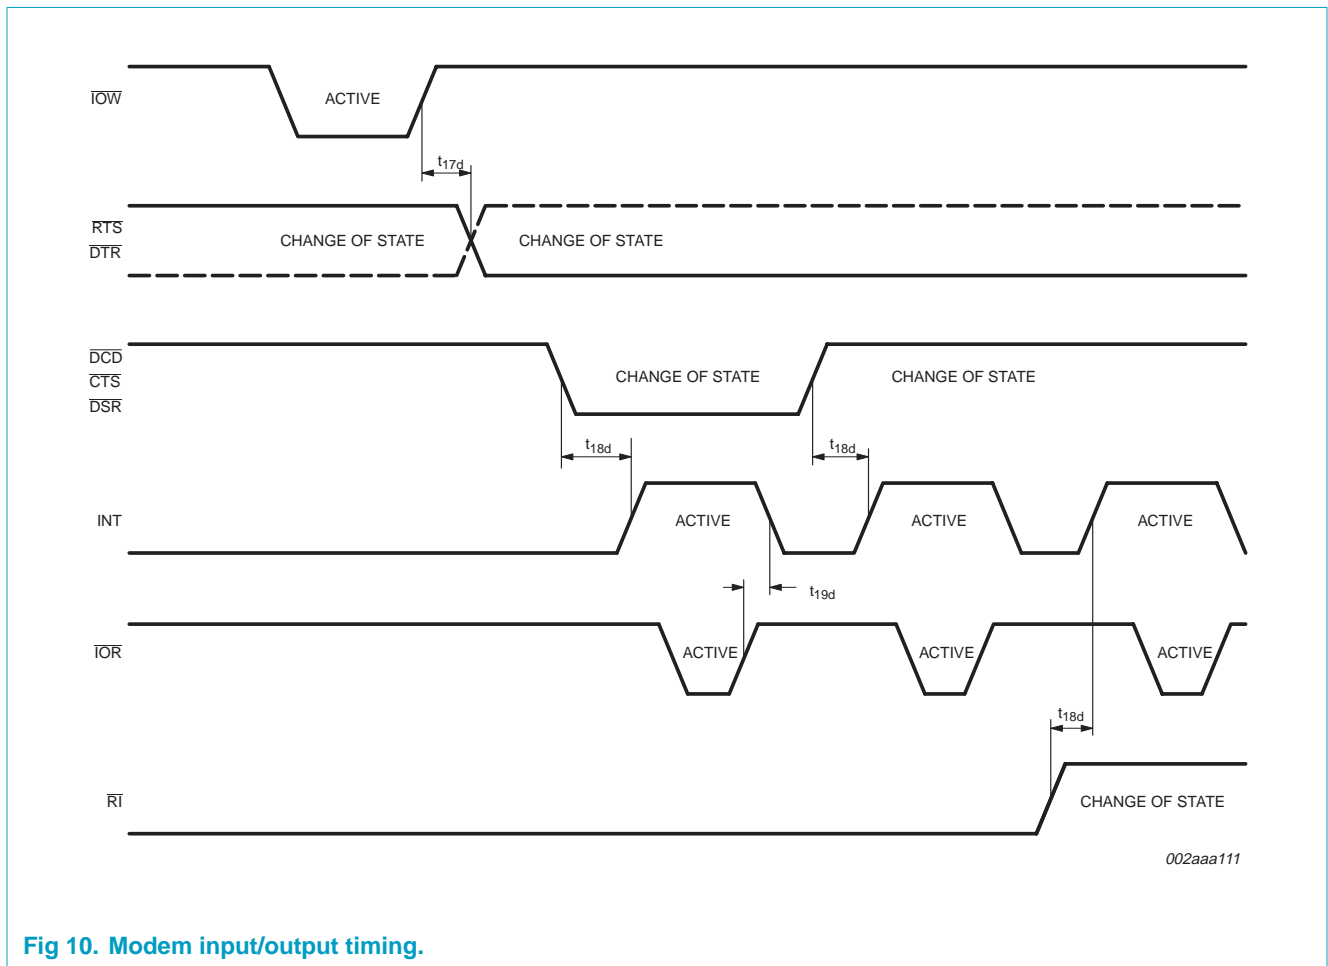 IOW
ACTIVE
t17d
RTS
DTR
CHANGE OF STATE
CHANGE OF STATE
DCD
CTS
DSR
CHANGE OF STATE
CHANGE OF STATE
t18d
t18d
INT
ACTIVE
ACTIVE
ACTIVE
t19d
IOR
ACTIVE
ACTIVE
ACTIVE
t18d
RI
CHANGE OF STATE
002aaa111
Fig 10. Modem input/output timing.